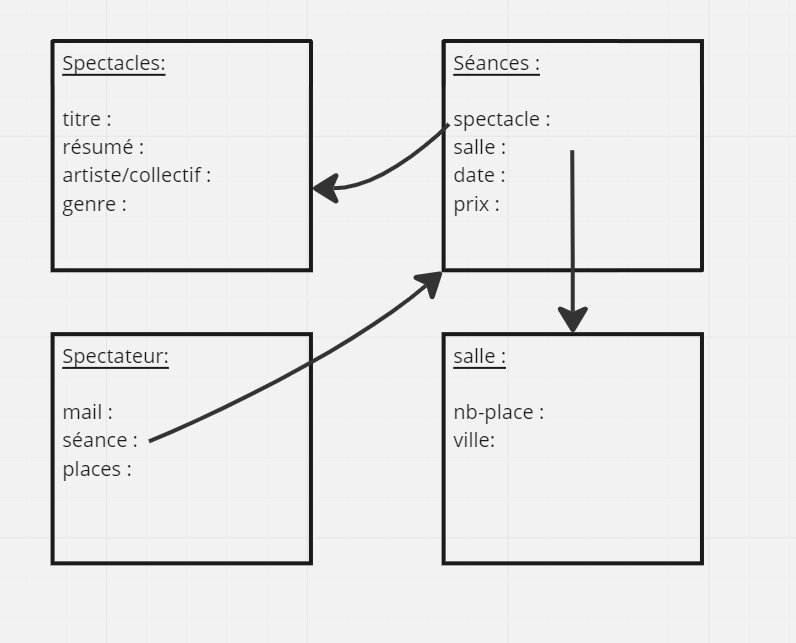 Spectacles:
titre :
résumé :
artiste/collectif :
genre :
Séances :
spectacle :
salle :
date :
prix :
Spectateur:
mail :
séance :
places :
salle :
nb-place :
ville: